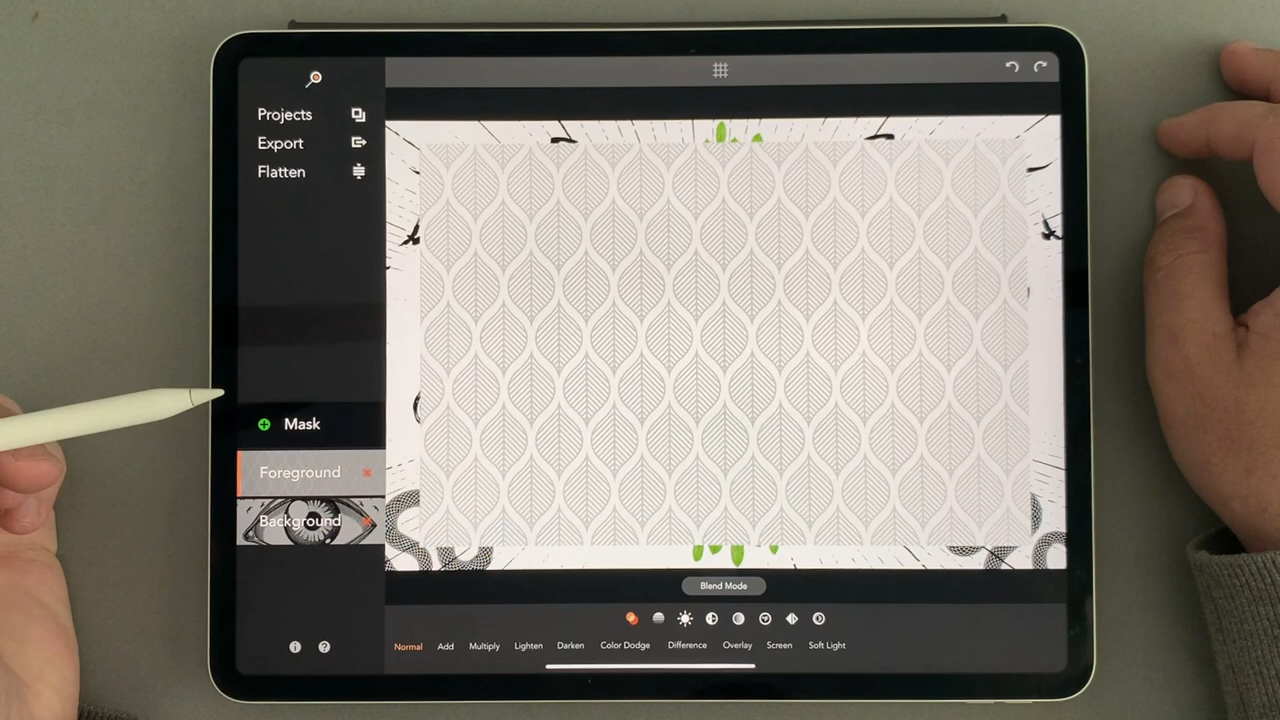 Projects
Export
Flatten
Mask
Foreground
Background
Blend Mode
Normal Add Multiply Lighten Darken Color Dodge Difference Overlay Screen Soft Light